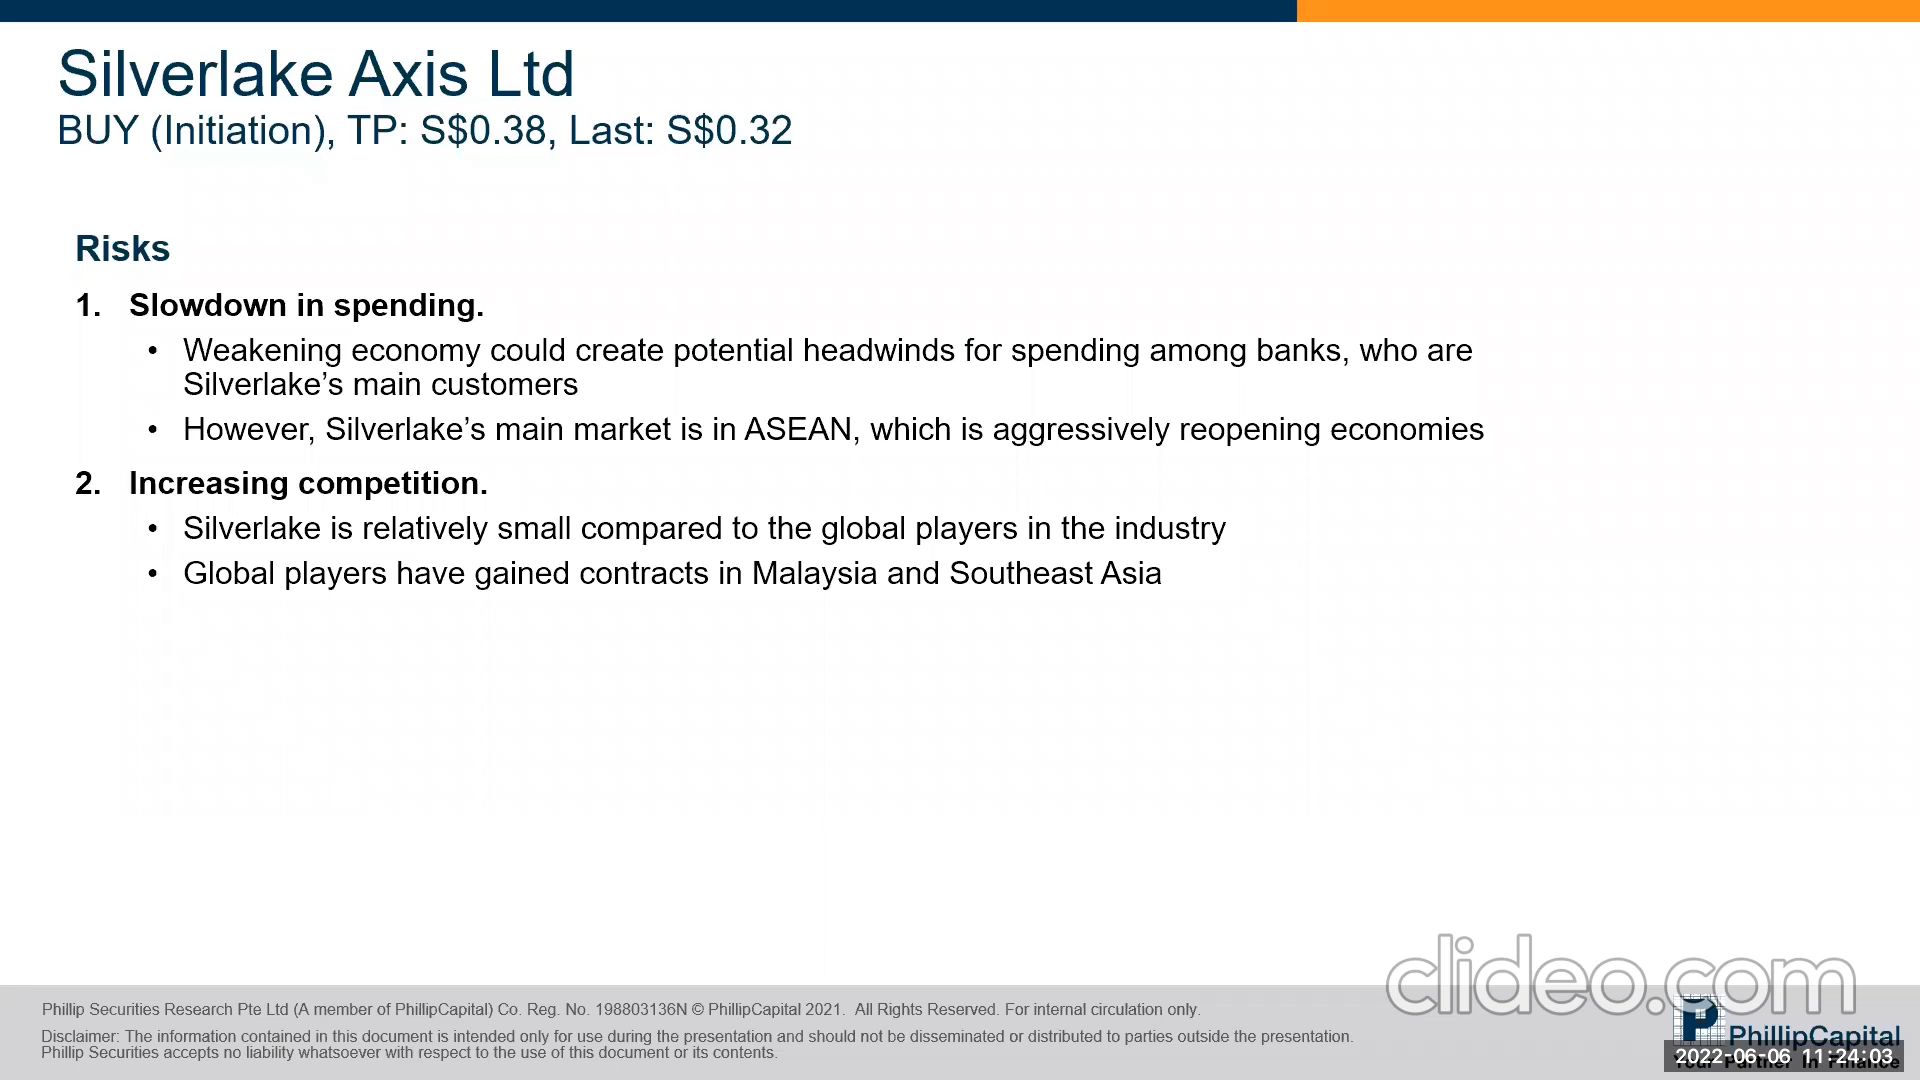 Silverlake Axis Ltd
BUY (Initiation), TP: S$0.38, Last: S$0.32
Risks
1. Slowdown in spending.
• Weakening economy could create potential headwinds for spending among banks, who are
Silverlake’s main customers
• However, Silverlake’s main market is in ASEAN, which is aggressively reopening economies
2. Increasing competition.
• Silverlake is relatively small compared to the global players in the industry
• Global players have gained contracts in Malaysia and Southeast Asia
clideo.com
Phillip Securities Research Pte Ltd (A member of PhillipCapital) Co. Reg. No. 198803136N © PhillipCapital 2021. All Rights Reserved. For internal circulation only.
Disclaimer: The information contained in this document is intended only for use during the presentation and should not be disseminated or distributed to parties outside the presentation.
Phillip Securities accepts no liability whatsoever with respect to the use of this document or its contents.
P PhillipCapital
Your Partner In Finance
2022-06-06 11:24:03